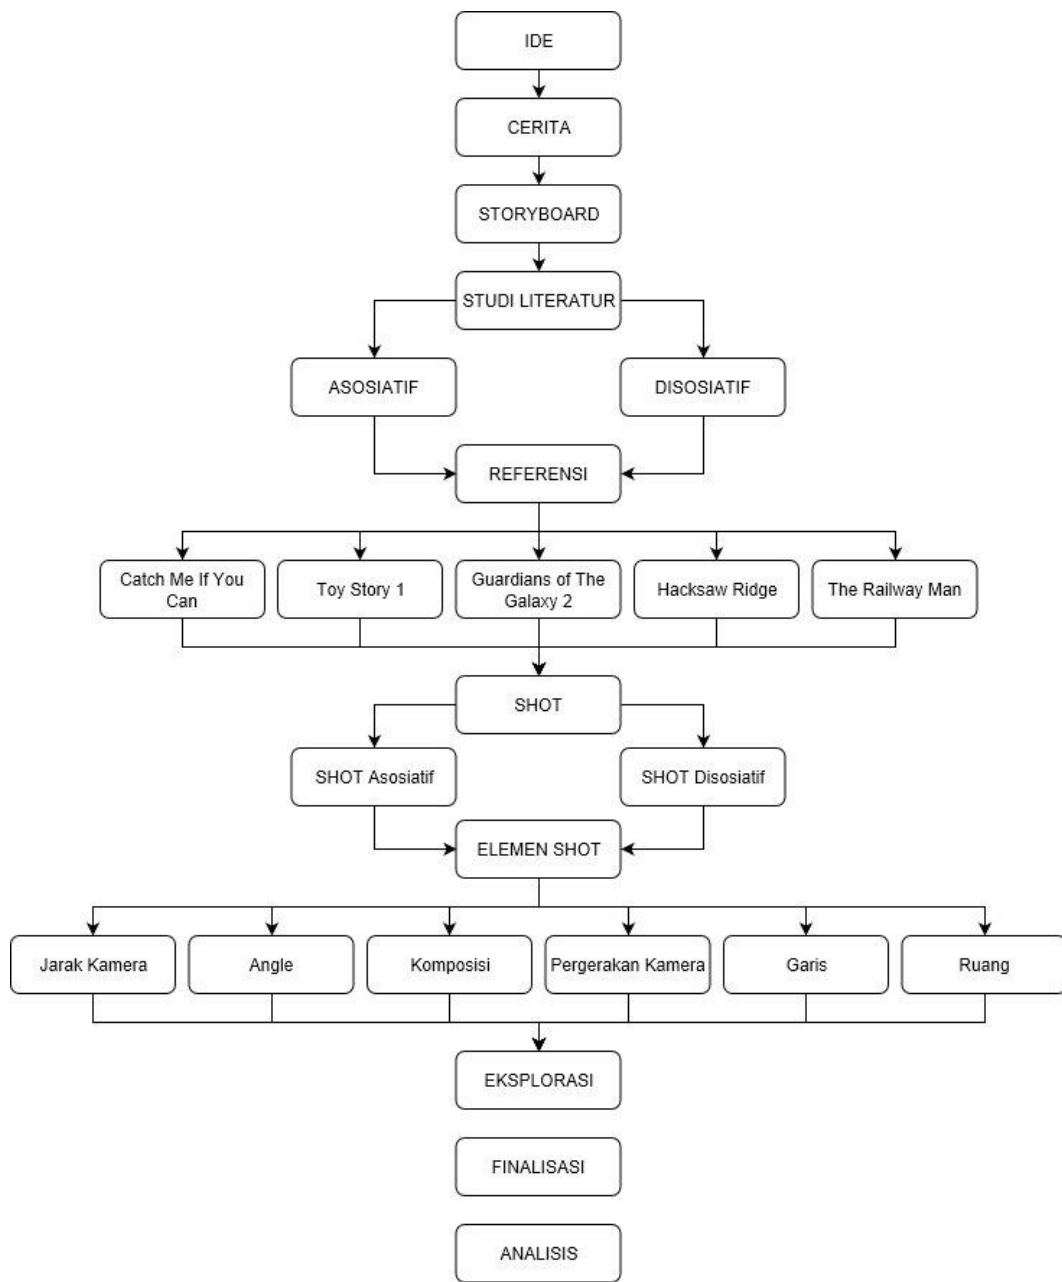 IDE
CERITA
STORYBOARD
STUDI LITERATUR
ASOSIATIF
DISOSIATIF
REFERENSI
Catch Me If You
Can
Toy Story 1
Guardians of The
Galaxy 2
Hacksaw Ridge
The Railway Man
SHOT
SHOT Asosiatif
SHOT Disosiatif
ELEMEN SHOT
Jarak Kamera
Angle
Komposisi
Pergerakan Kamera
Garis
Ruang
EKSPLORASI
FINALISASI
ANALISIS